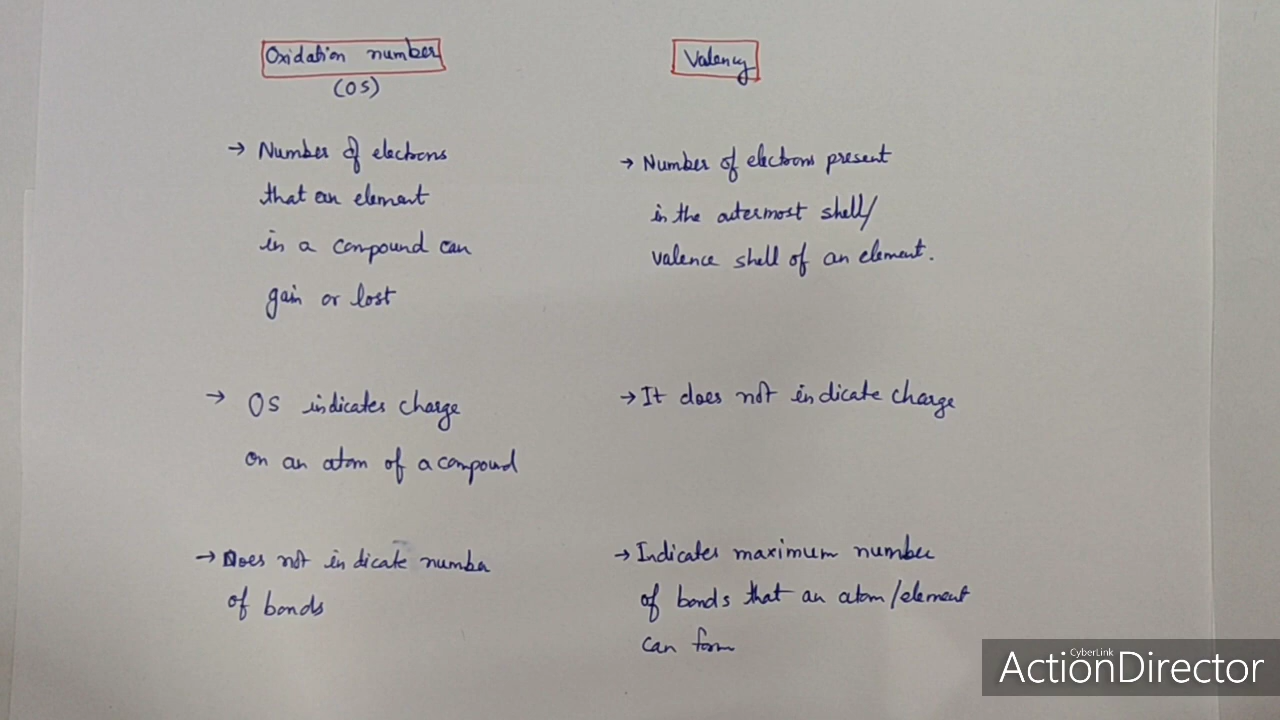 Oxidation number
(OS)
→ Number of electrons
that an element
in a compound can
gain or lost
→ OS indicates charge
on an atom of a compound
→ Does not indicate number
of bonds
Valency
→ Number of electrons present
in the outermost shell/
valence shell of an element.
→ It does not indicate charge
→ Indicates maximum number
of bonds that an atom/element
can form
CyberLink
ActionDirector